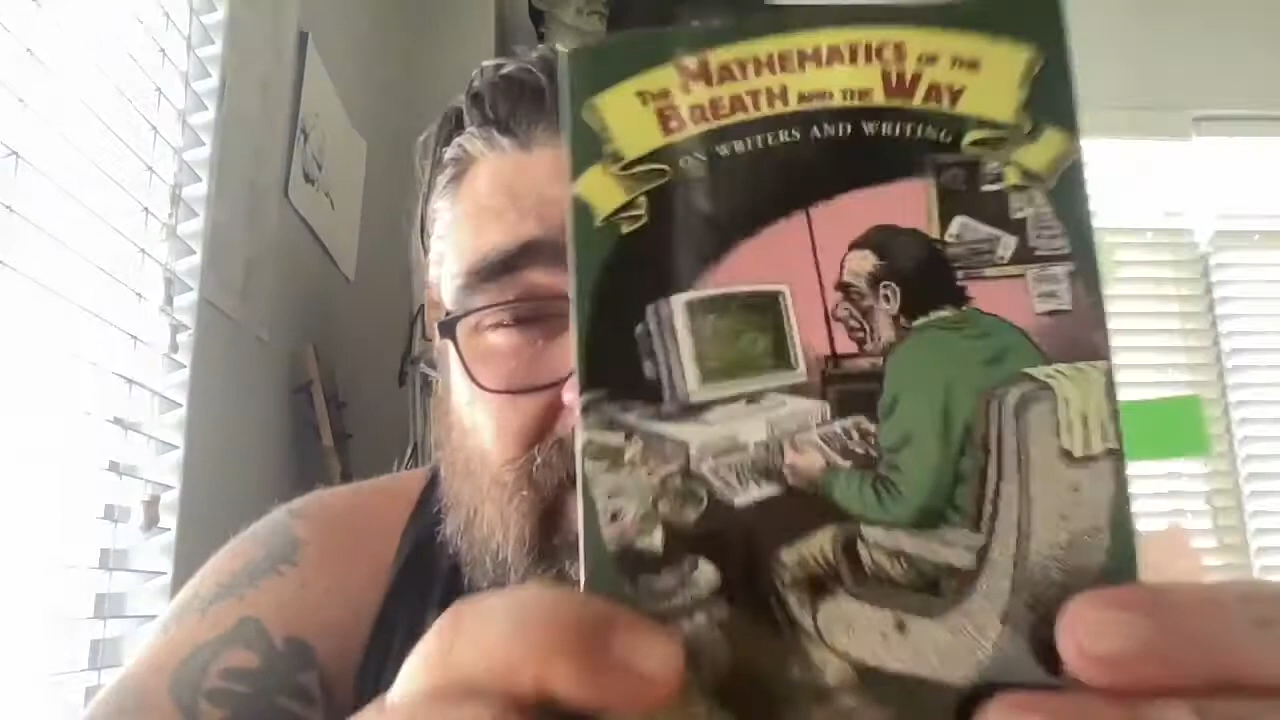 THE MATHEMATICS OF THE
BREATH AND THE WAY
ON WRITERS AND WRITING